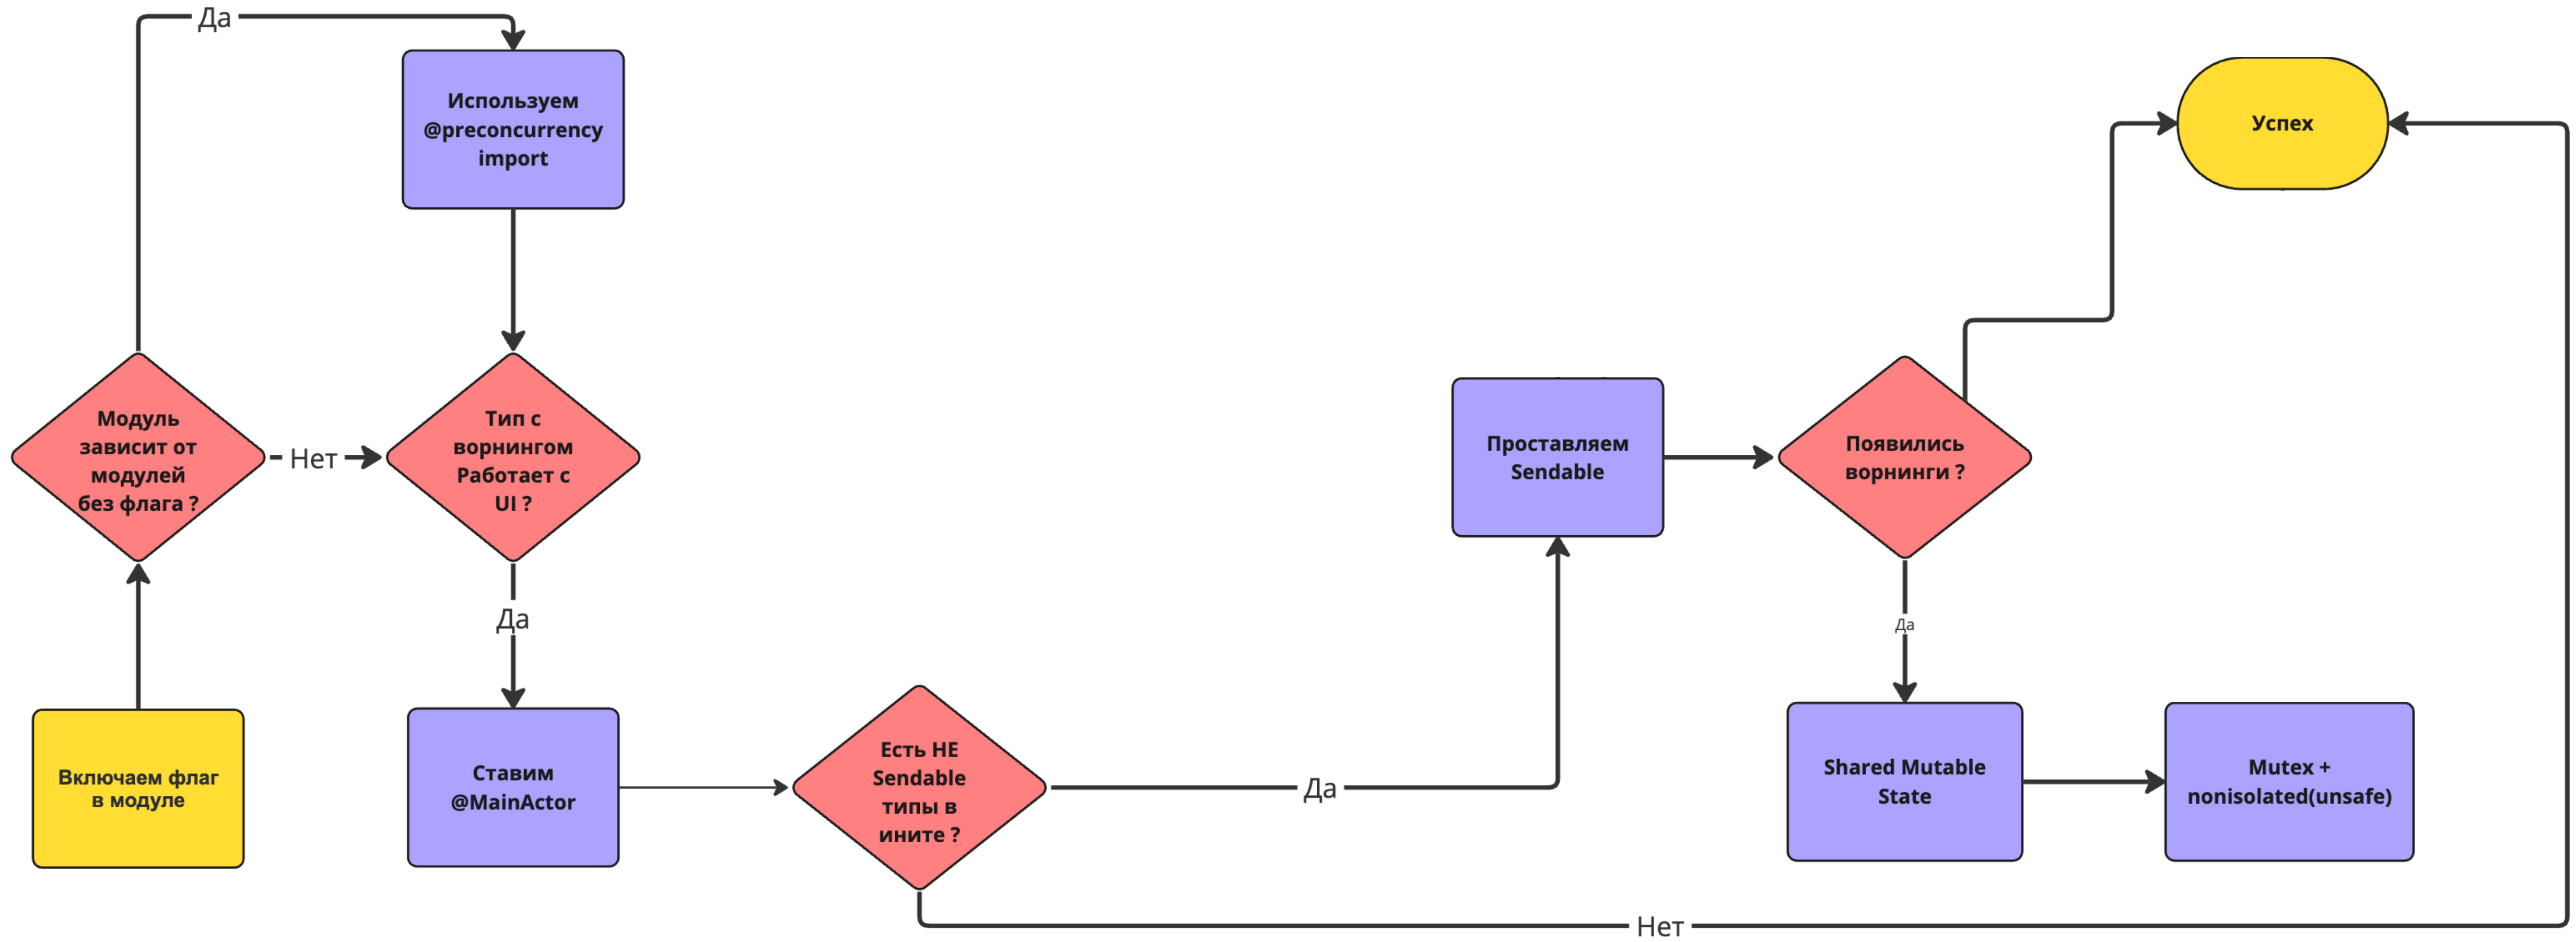 Да
Используем
@preconcurrency
import
Успех
Модуль
зависит от
модулей
без флага ?
Нет
Тип с
ворнингом
Работает с
UI ?
Проставляем
Sendable
Появились
ворнинги ?
Да
Да
Включаем флаг
в модуле
Ставим
@MainActor
Есть НЕ
Sendable
типы в
ините ?
Да
Shared Mutable
State
Mutex +
nonisolated(unsafe)
Нет